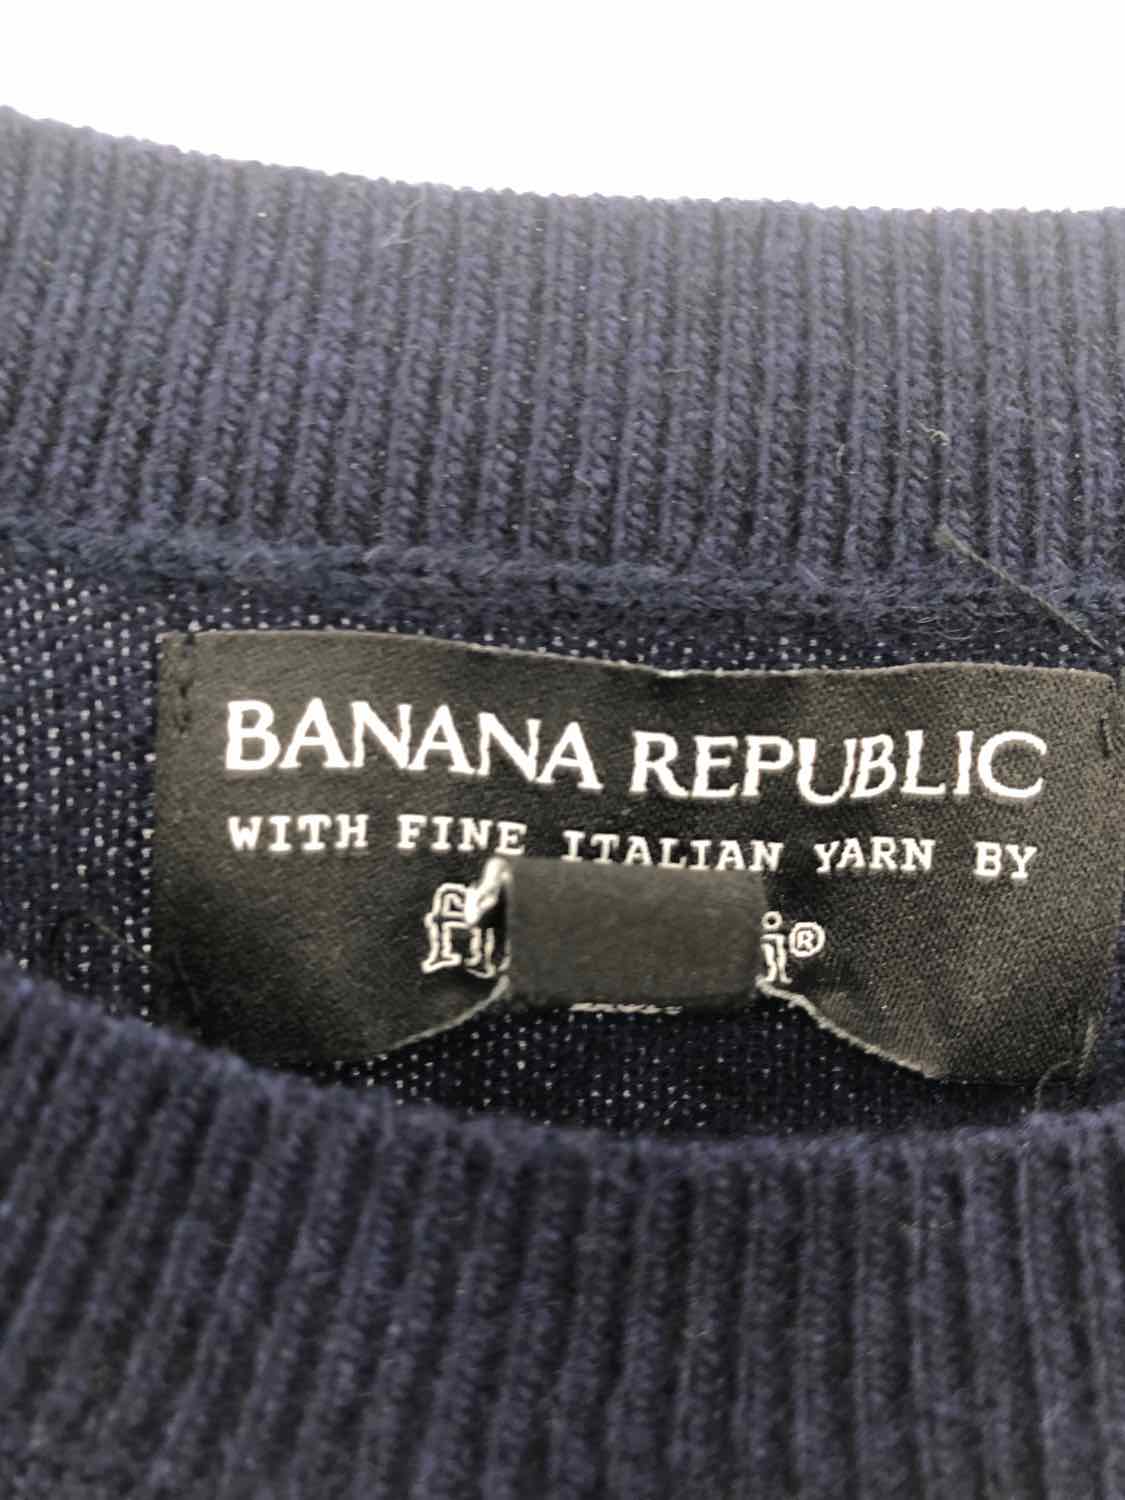 BANANA REPUBLIC
WITH FINE ITALIAN YARN BY